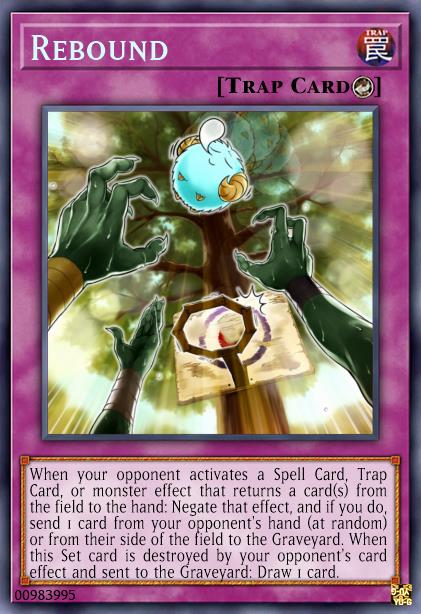 REBOUND
TRAP
罠
[TRAP CARD]
When your opponent activates a Spell Card, Trap
Card, or monster effect that returns a card(s) from
the field to the hand: Negate that effect, and if you do,
send 1 card from your opponent's hand (at random)
or from their side of the field to the Graveyard. When
this Set card is destroyed by your opponent's card
effect and sent to the Graveyard: Draw 1 card.
00983995